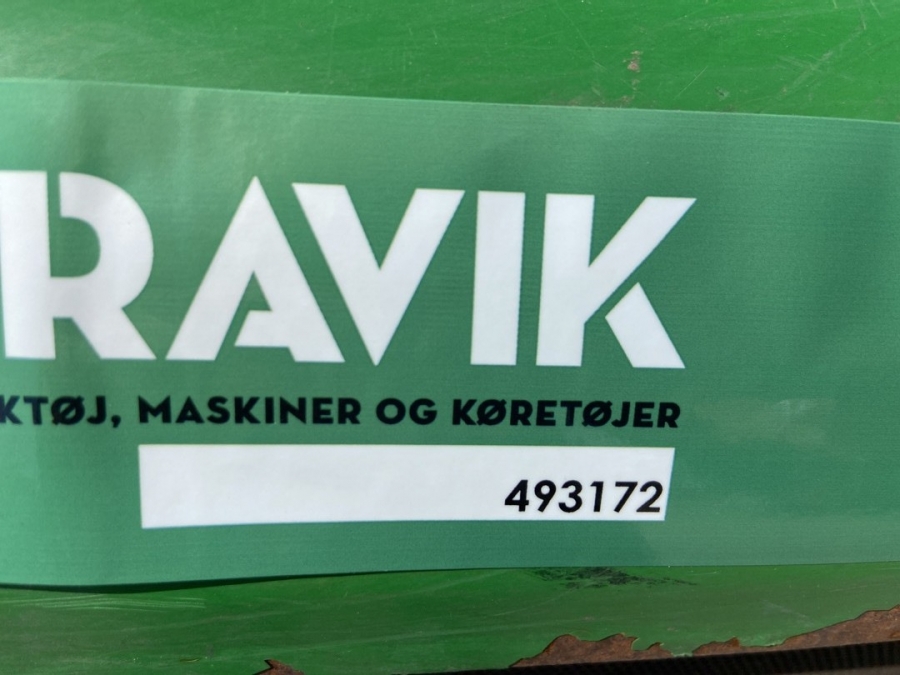 RAVIK
KTØJ, MASKINER OG KØRETØJER
493172